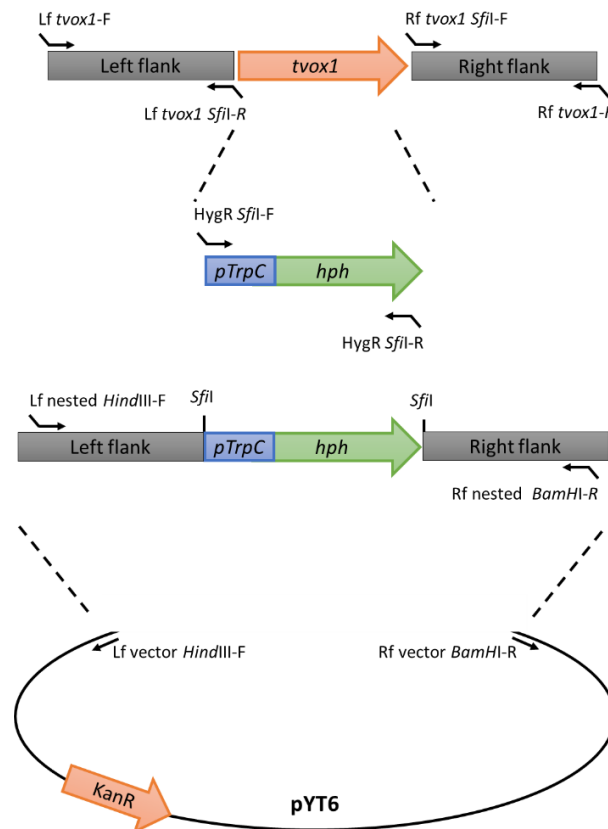 Lf tvox1-F
Rf tvox1 SfiI-F
Left flank
tvox1
Right flank
Lf tvox1 SfiI-R
Rf tvox1-R
HygR SfiI-F
pTrpC
hph
HygR SfiI-R
Lf nested HindIII-F
SfiI
SfiI
Left flank
pTrpC
hph
Right flank
Rf nested BamHI-R
Lf vector HindIII-F
Rf vector BamHI-R
KanR
pYT6